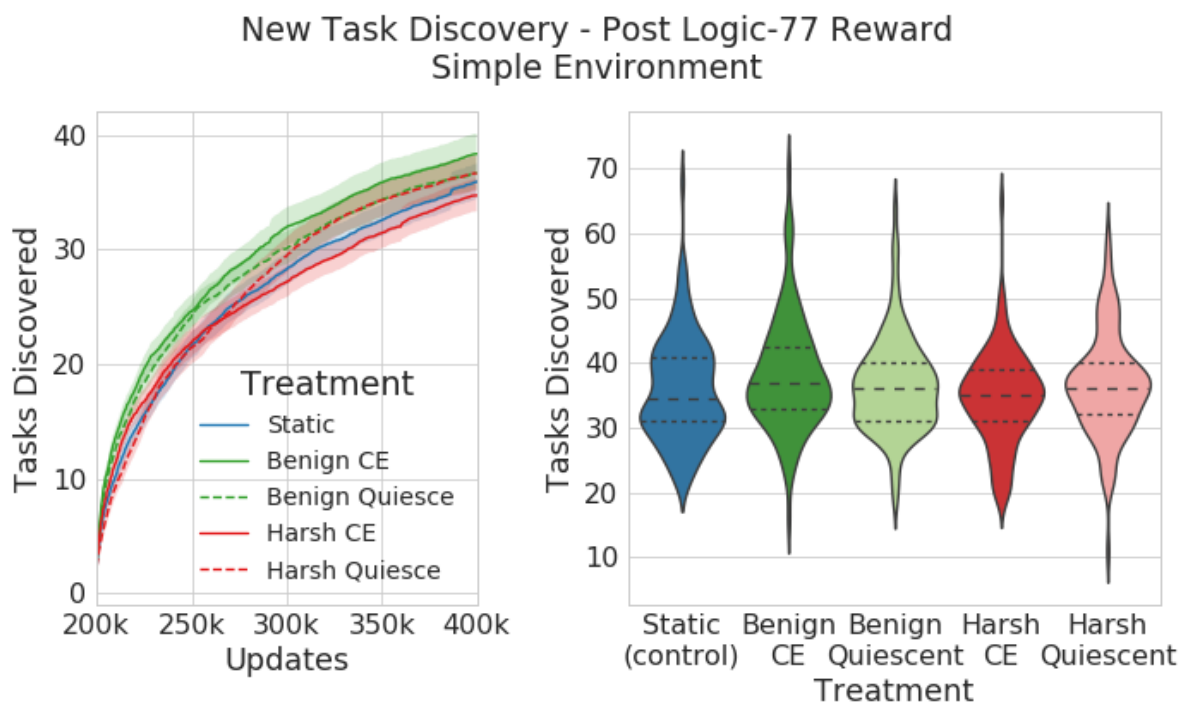 New Task Discovery - Post Logic-77 Reward
Simple Environment
Tasks Discovered
40
30
20
10
0
200k 250k 300k 350k 400k
Updates
Treatment
Static
Benign CE
Benign Quiesce
Harsh CE
Harsh Quiesce
Tasks Discovered
70
60
50
40
30
20
10
Static Benign Benign Harsh Harsh
(control) CE Quiescent CE Quiescent
Treatment